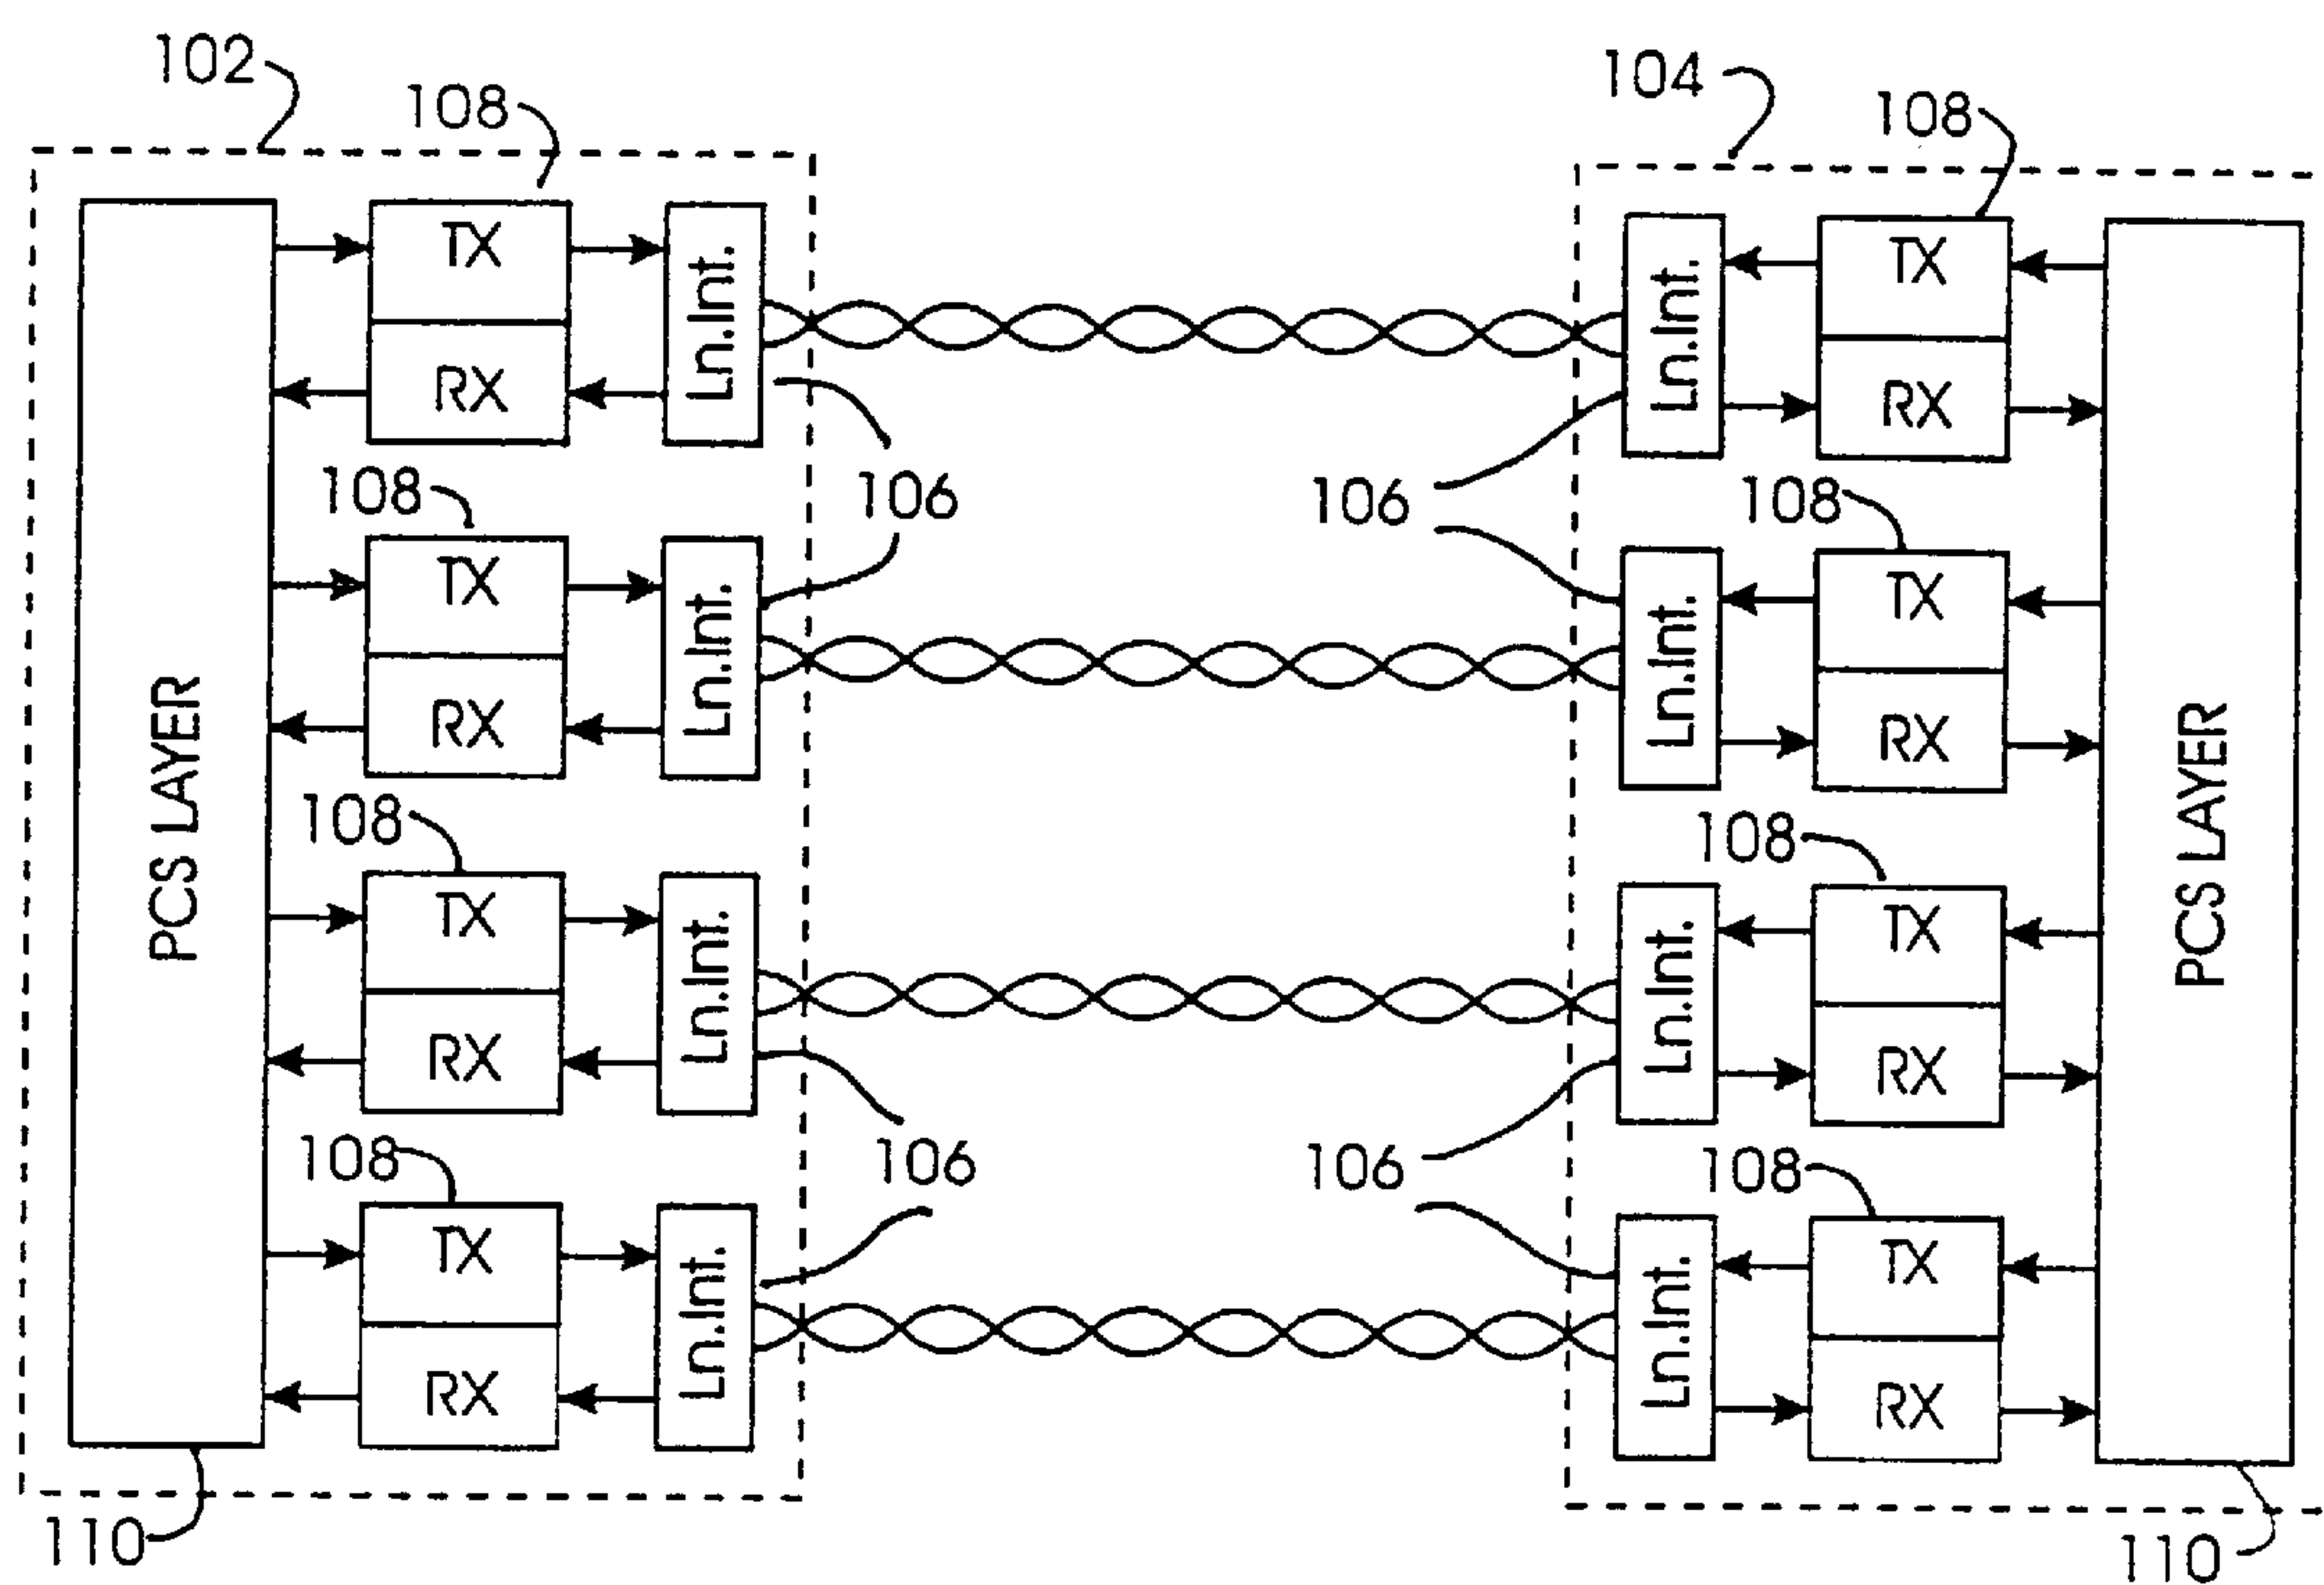 102
108
104
108
TX
RX
Ln.Int.
Ln.Int.
TX
RX
108
106
106
108
TX
RX
Ln.Int.
Ln.Int.
TX
RX
PCS LAYER
PCS LAYER
108
108
TX
RX
Ln.Int.
Ln.Int.
TX
RX
108
106
106
108
TX
RX
Ln.Int.
Ln.Int.
TX
RX
110
110